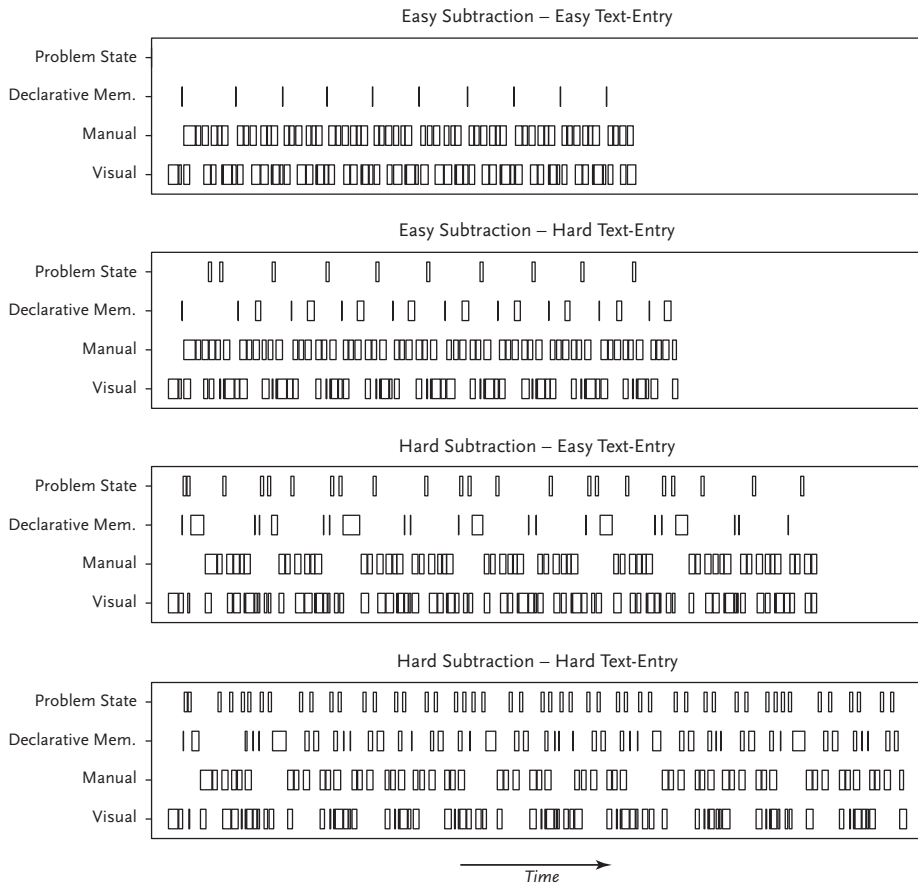 Easy Subtraction – Easy Text-Entry
Problem State
Declarative Mem.
Manual
Visual
Easy Subtraction – Hard Text-Entry
Problem State
Declarative Mem.
Manual
Visual
Hard Subtraction – Easy Text-Entry
Problem State
Declarative Mem.
Manual
Visual
Hard Subtraction – Hard Text-Entry
Problem State
Declarative Mem.
Manual
Visual
Time